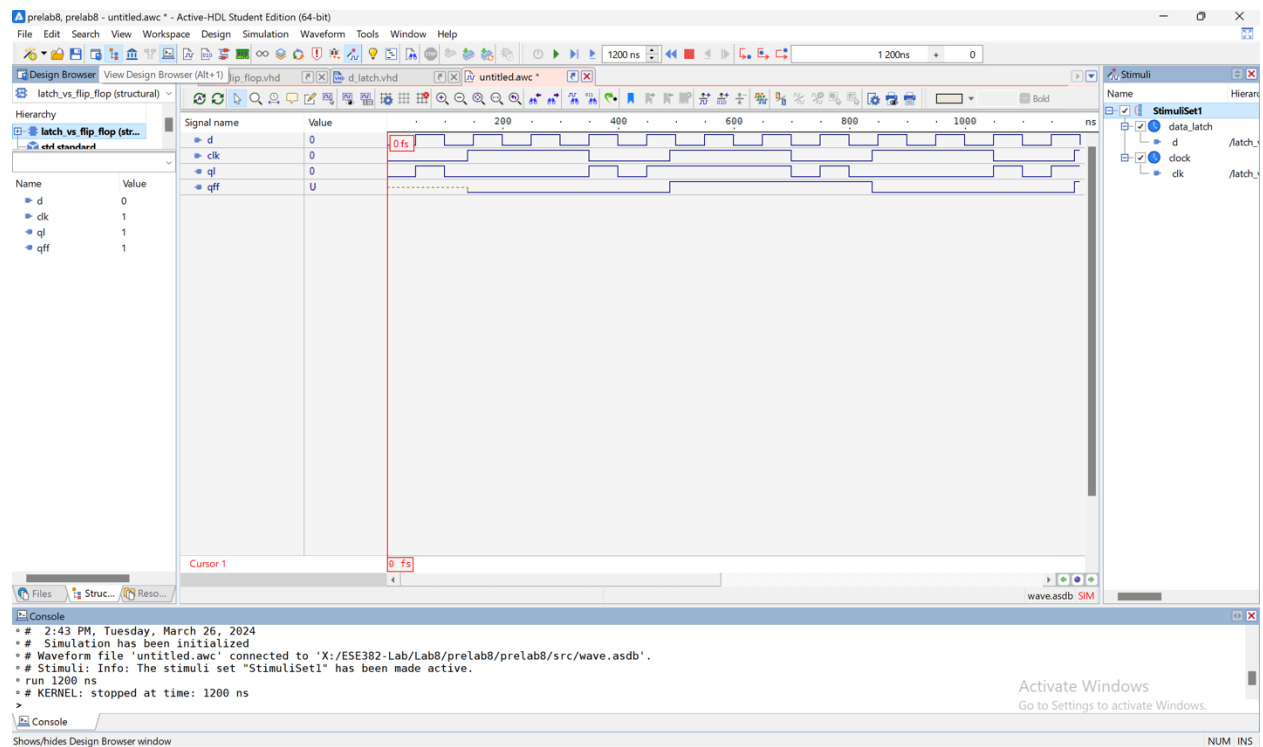 prelab8, prelab8 - untitled.awc * - Active-HDL Student Edition (64-bit)
File Edit Search View Workspace Design Simulation Waveform Tools Window Help
1200 ns 1 200ns + 0
Design Browser View Design Browser (Alt+1) lip_flop.vhd d_latch.vhd untitled.awc * Stimuli
latch_vs_flip_flop (structural) Bold Name Hierarc
Hierarchy Signal name Value 200 400 600 800 1000 ns StimuliSet1
latch_vs_flip_flop (str... d 0 0 fs data_latch
std.standard clk 0 d /latch_v
ql 0 clock
Name Value qff U clk /latch_v
d 0
clk 1
ql 1
qff 1
Cursor 1 0 fs
Files Struc... Reso... wave.asdb SIM
Console
# 2:43 PM, Tuesday, March 26, 2024
# Simulation has been initialized
# Waveform file 'untitled.awc' connected to 'X:/ESE382-Lab/Lab8/prelab8/prelab8/src/wave.asdb'.
# Stimuli: Info: The stimuli set "StimuliSet1" has been made active.
run 1200 ns
# KERNEL: stopped at time: 1200 ns
>
Activate Windows
Go to Settings to activate Windows.
Console
Shows/hides Design Browser window NUM INS